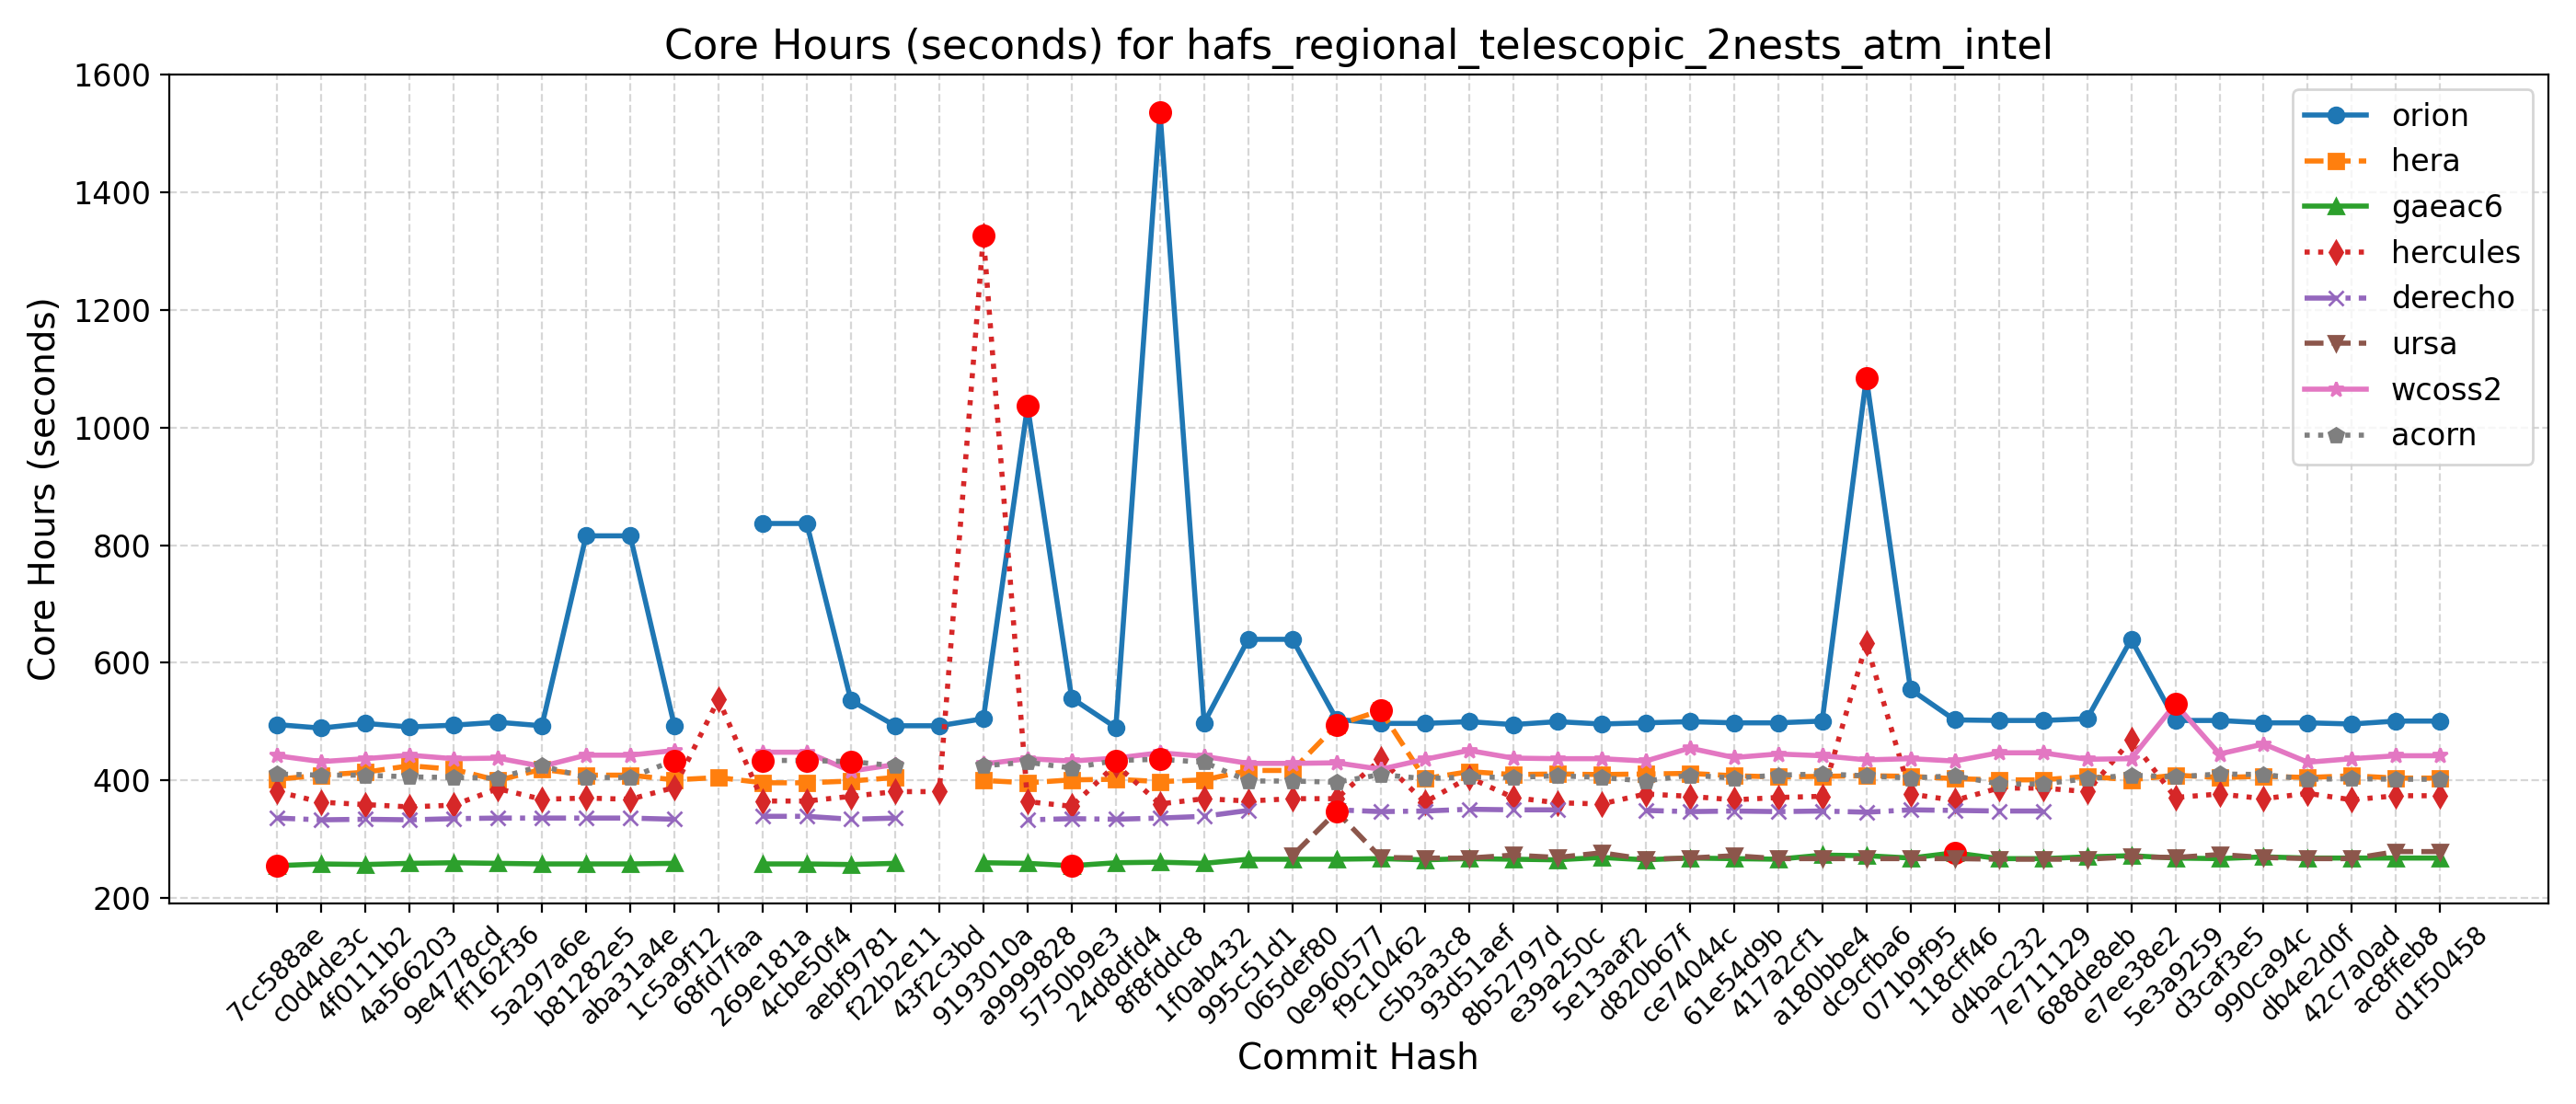 Core Hours (seconds) for hafs_regional_telescopic_2nests_atm_intel
Core Hours (seconds)
1600
1400
1200
1000
800
600
400
200
orion
hera
gaeac6
hercules
derecho
ursa
wcoss2
acorn
7cc588ae
c0d4de3c
4f0111b2
4a566203
9e4778cd
ff162f36
5a297a6e
b81282e5
aba31a4e
1c5a9f12
68fd7faa
269e181a
4cbe50f4
aebf9781
f22b2e11
43f2c3bd
9193010a
a9999828
5750b9e3
24d8dfd4
8f8fddc8
1f0ab432
995c51d1
065def80
0e960577
f9c10462
c5b3a3c8
93d51aef
8b52797d
e39a250c
5e13aaf2
d820b67f
ce74044c
61e54d9b
417a2cf1
a180bbe4
dc9cfba6
071b9f95
118cff46
d4bac232
7e711129
688de8eb
e7ee38e2
5e3a9259
d3caf3e5
990ca94c
db4e2d0f
42c7a0ad
ac8ffeb8
d1f50458
Commit Hash